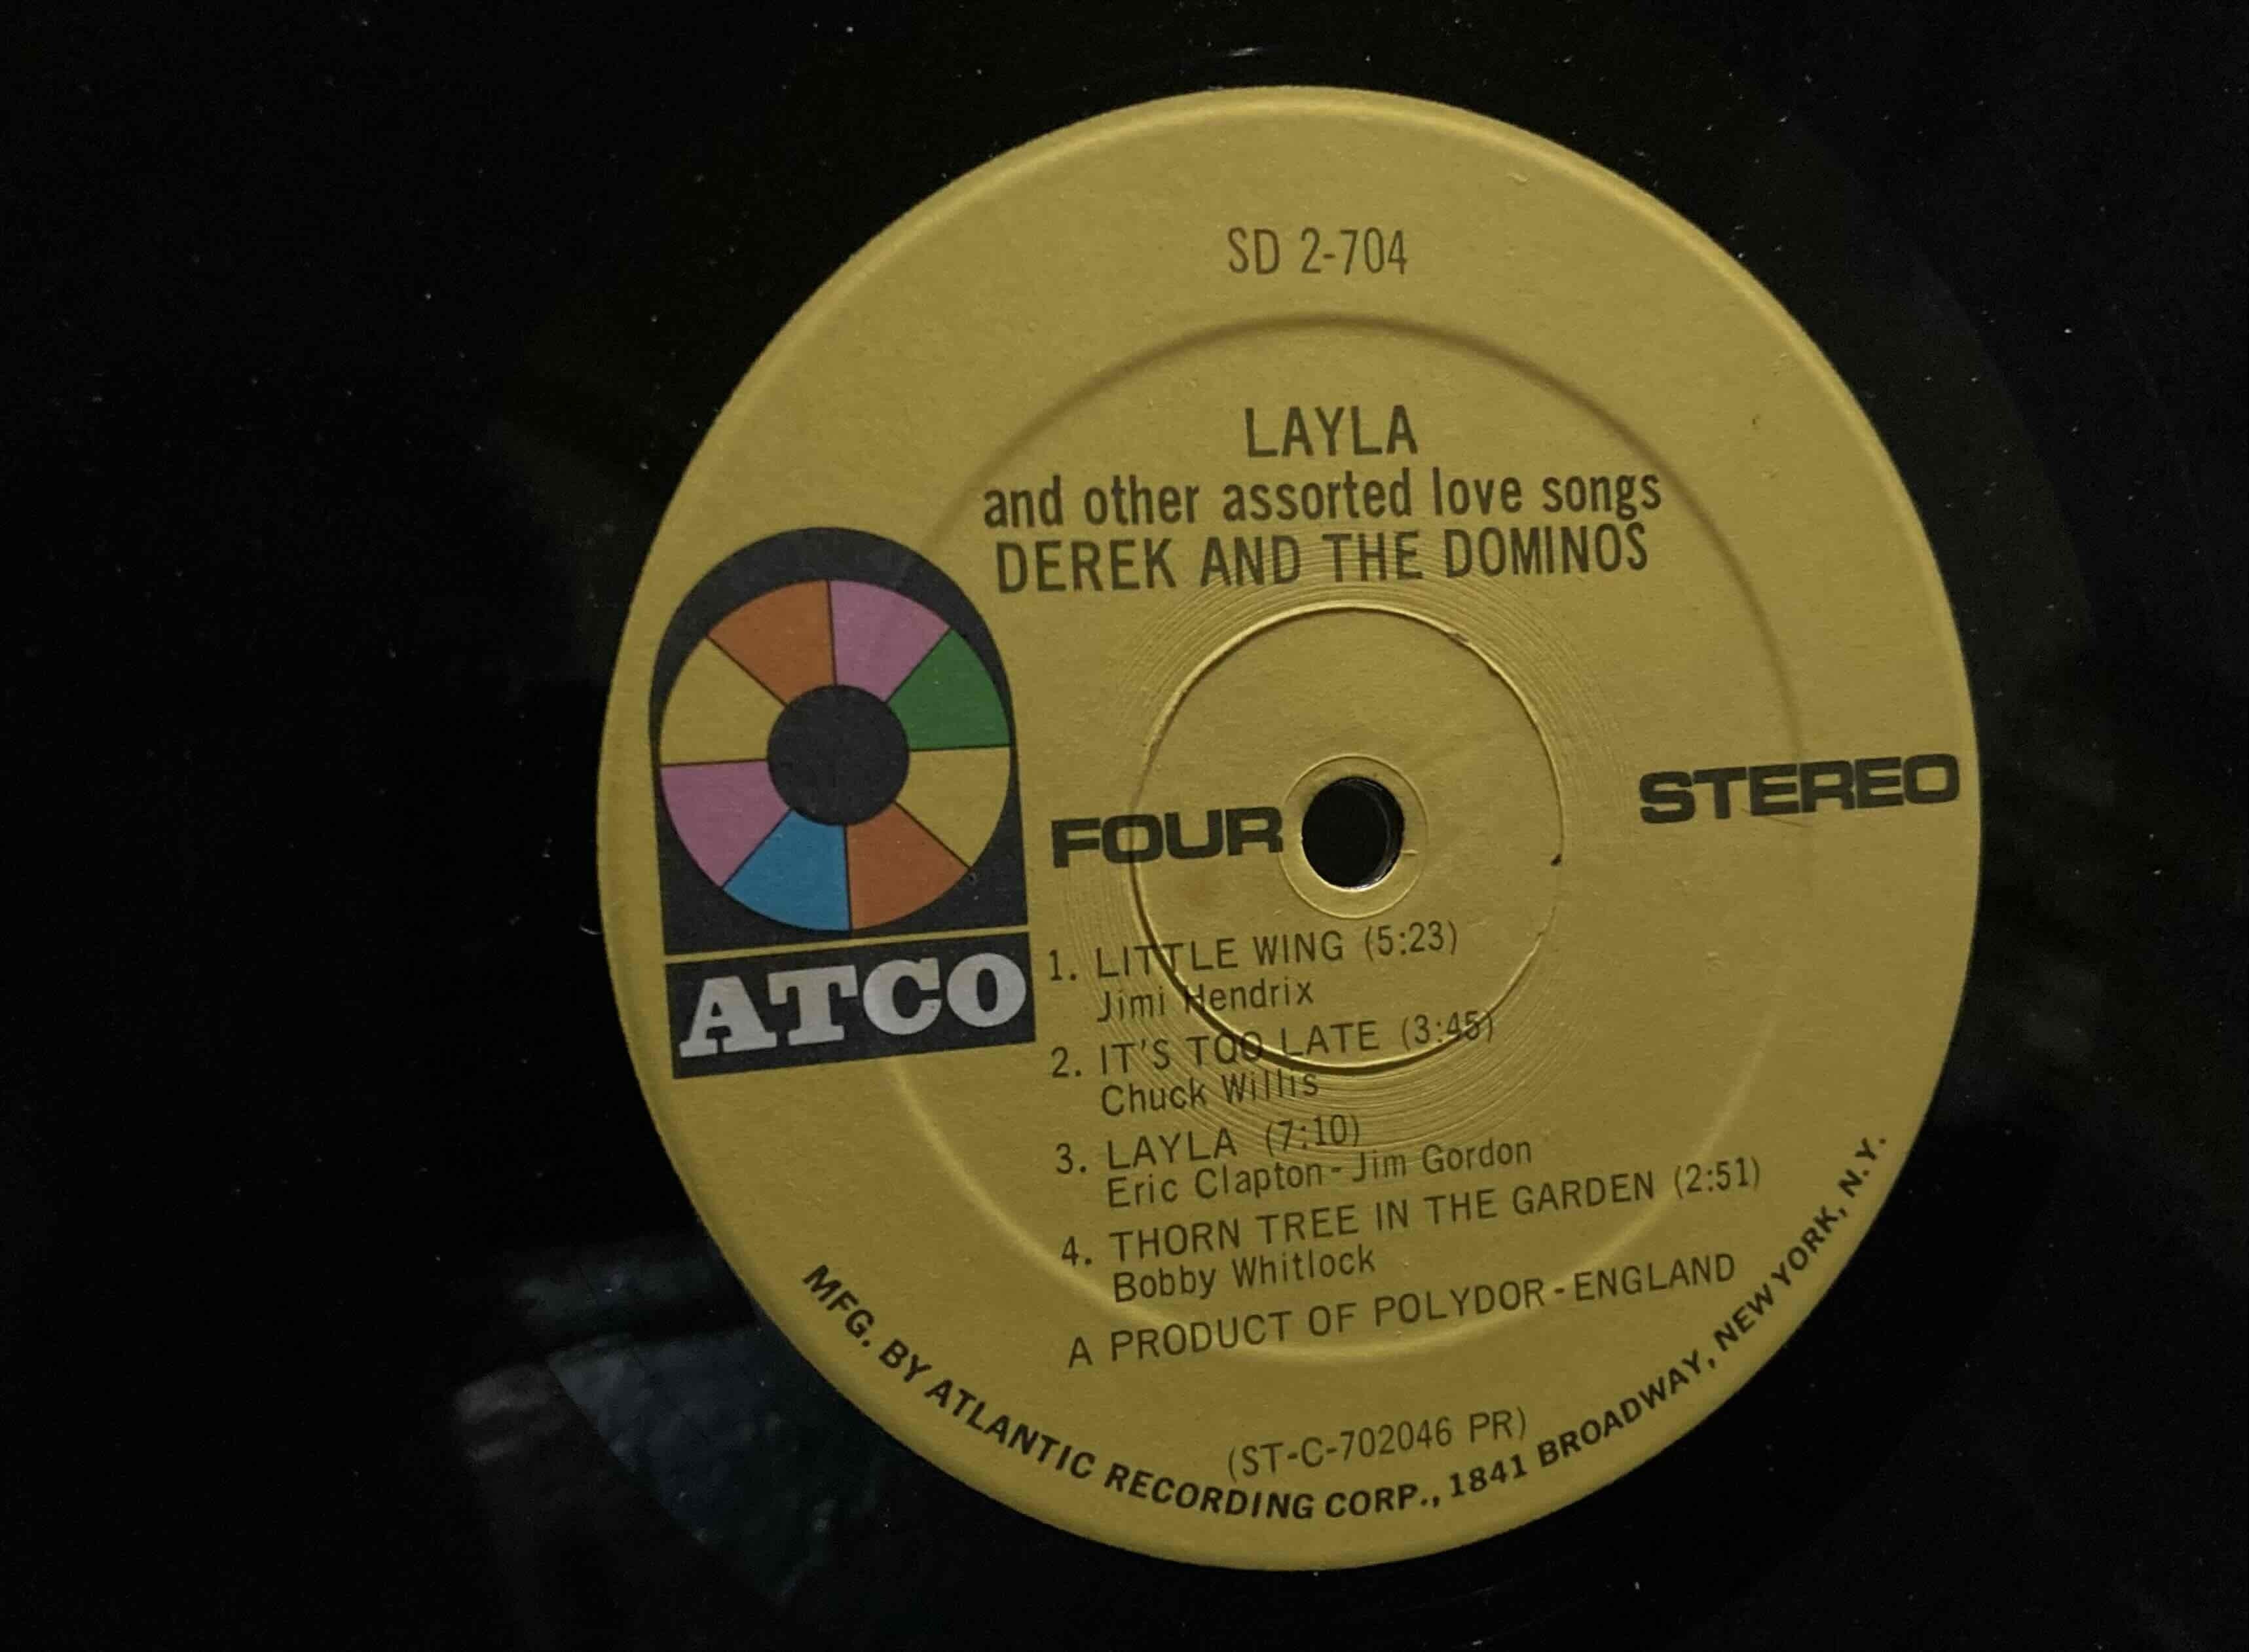 SD 2-704
LAYLA
and other assorted love songs
DEREK AND THE DOMINOS
ATCO
FOUR
STEREO
1. LITTLE WING (5:23)
Jimi Hendrix
2. IT'S TOO LATE (3:45)
Chuck Willis
3. LAYLA (7:10)
Eric Clapton-Jim Gordon
4. THORN TREE IN THE GARDEN (2:51)
Bobby Whitlock
A PRODUCT OF POLYDOR-ENGLAND
(ST-C-702046 PR)
MFG. BY ATLANTIC RECORDING CORP., 1841 BROADWAY, NEW YORK, N.Y.